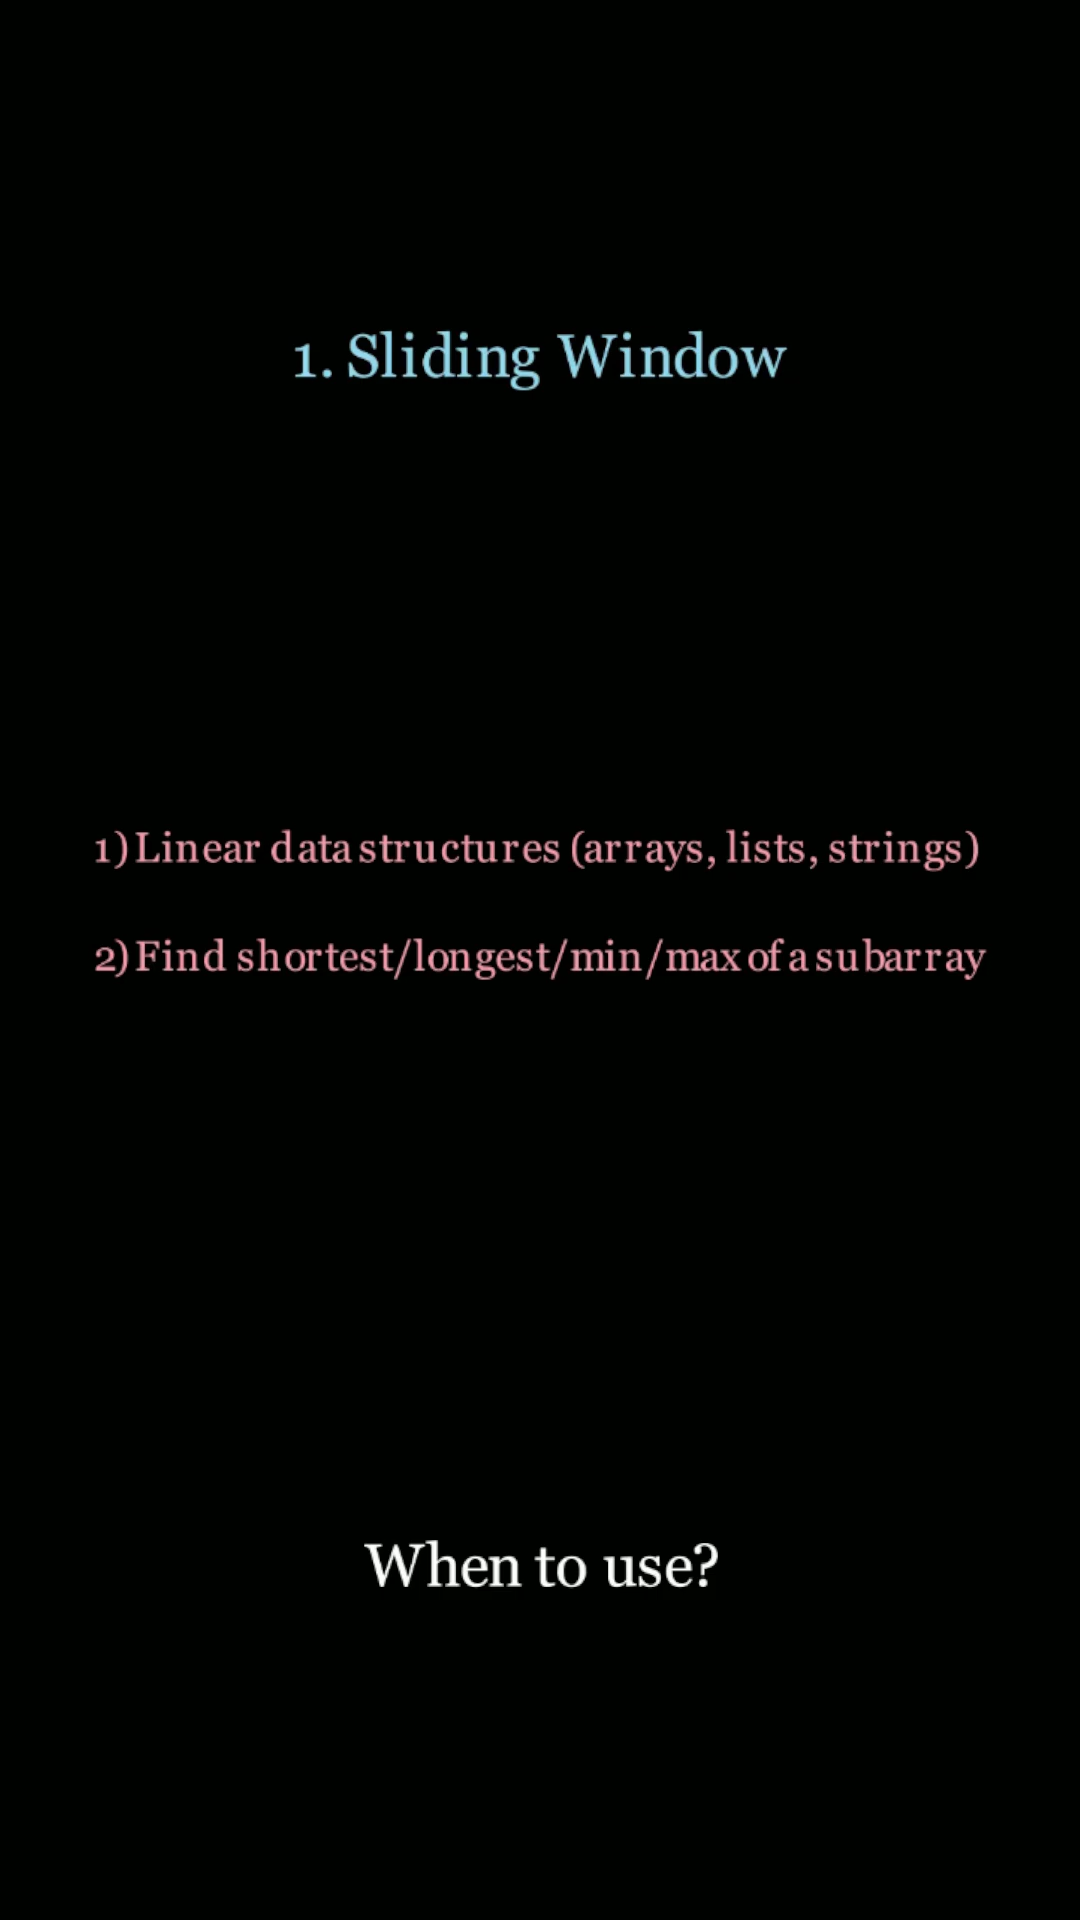 1. Sliding Window
1) Linear data structures (arrays, lists, strings)
2) Find shortest/longest/min/max of a subarray
When to use?